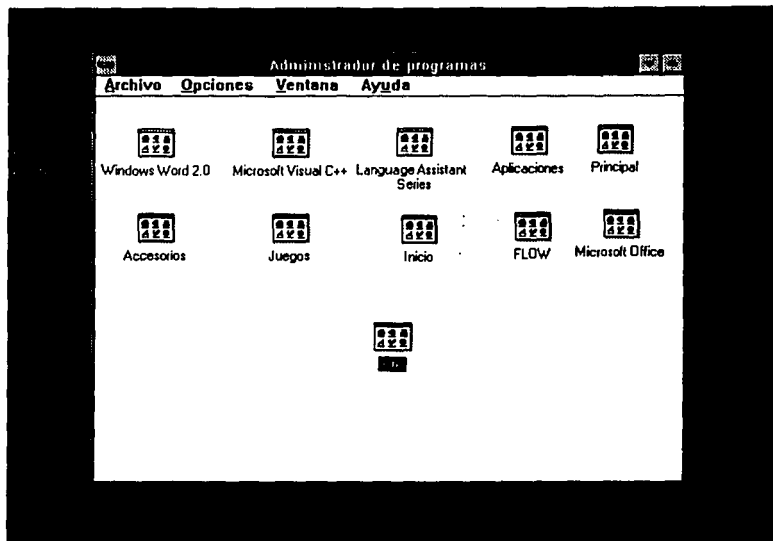 Administrador de programas
Archivo Opciones Ventana Ayuda
Windows Word 2.0 Microsoft Visual C++ Language Assistant Series Aplicaciones Principal
Accesorios Juegos Inicio FLOW Microsoft Office